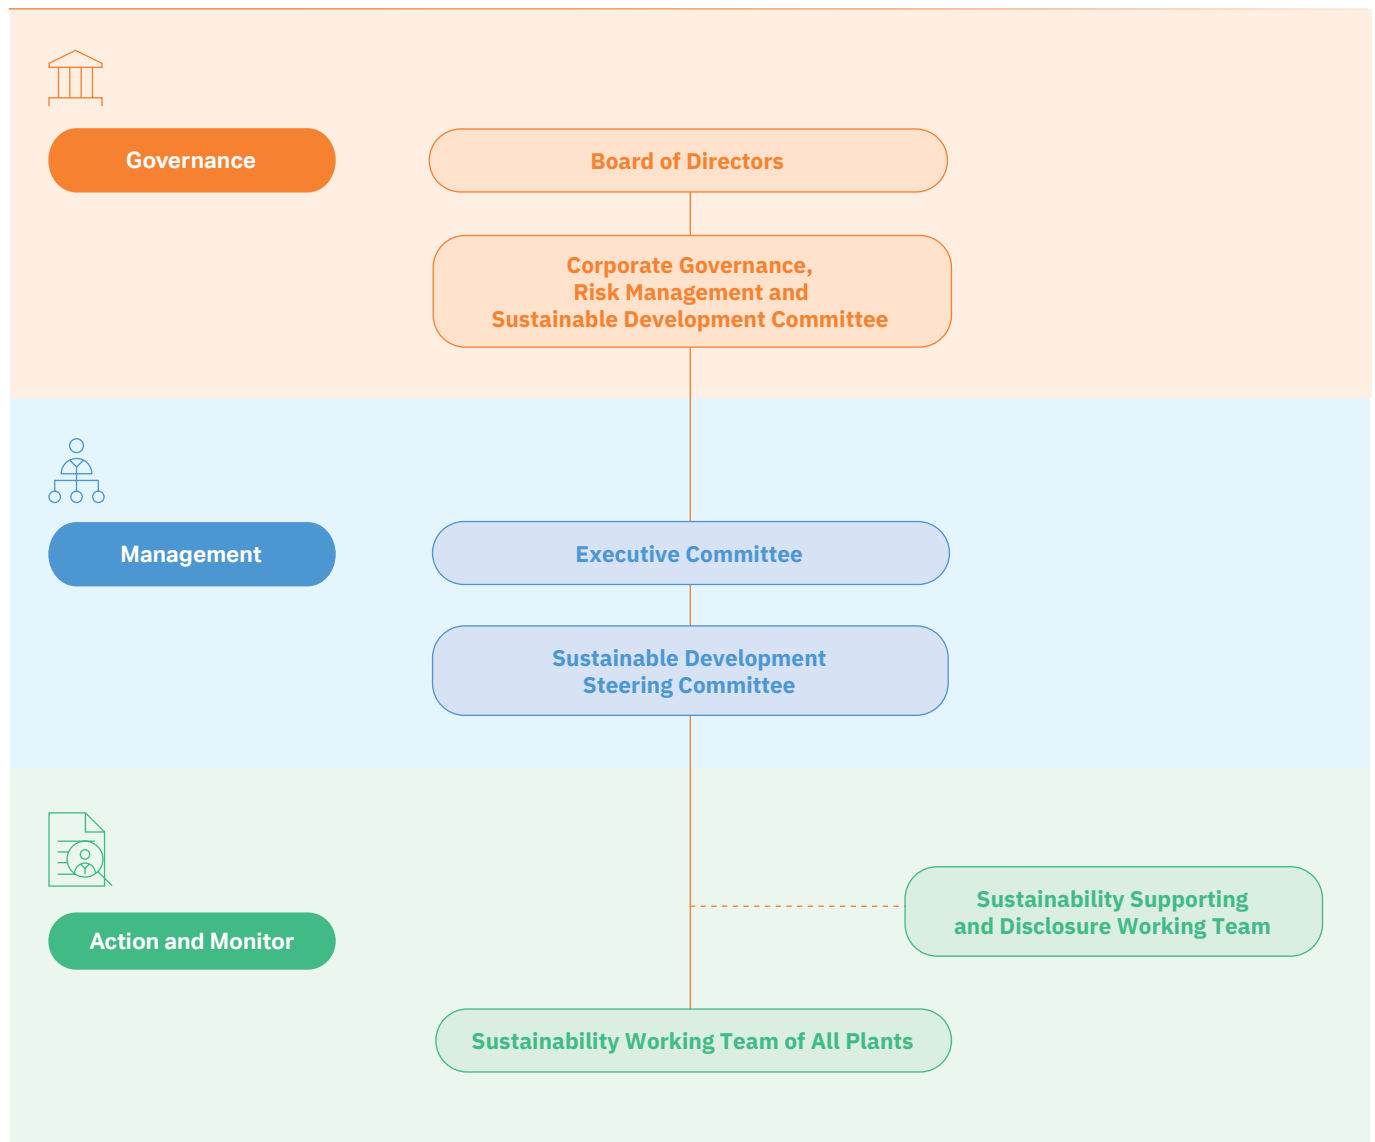 Governance
Board of Directors
Corporate Governance,
Risk Management and
Sustainable Development Committee
Management
Executive Committee
Sustainable Development
Steering Committee
Action and Monitor
Sustainability Supporting
and Disclosure Working Team
Sustainability Working Team of All Plants